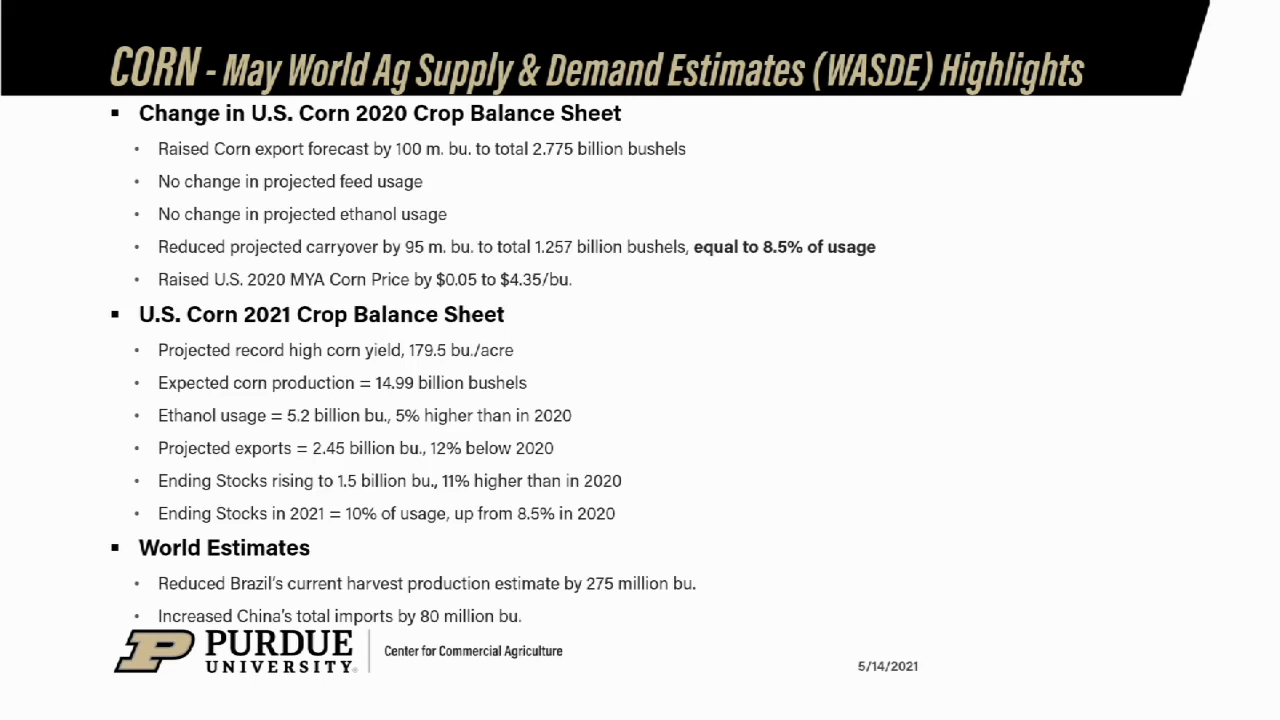 CORN - May World Ag Supply & Demand Estimates (WASDE) Highlights
▪ Change in U.S. Corn 2020 Crop Balance Sheet
• Raised Corn export forecast by 100 m. bu. to total 2.775 billion bushels
• No change in projected feed usage
• No change in projected ethanol usage
• Reduced projected carryover by 95 m. bu. to total 1.257 billion bushels, equal to 8.5% of usage
• Raised U.S. 2020 MYA Corn Price by $0.05 to $4.35/bu.
▪ U.S. Corn 2021 Crop Balance Sheet
• Projected record high corn yield, 179.5 bu./acre
• Expected corn production = 14.99 billion bushels
• Ethanol usage = 5.2 billion bu., 5% higher than in 2020
• Projected exports = 2.45 billion bu., 12% below 2020
• Ending Stocks rising to 1.5 billion bu., 11% higher than in 2020
• Ending Stocks in 2021 = 10% of usage, up from 8.5% in 2020
▪ World Estimates
• Reduced Brazil's current harvest production estimate by 275 million bu.
• Increased China's total imports by 80 million bu.
P PURDUE
UNIVERSITY®
Center for Commercial Agriculture
5/14/2021